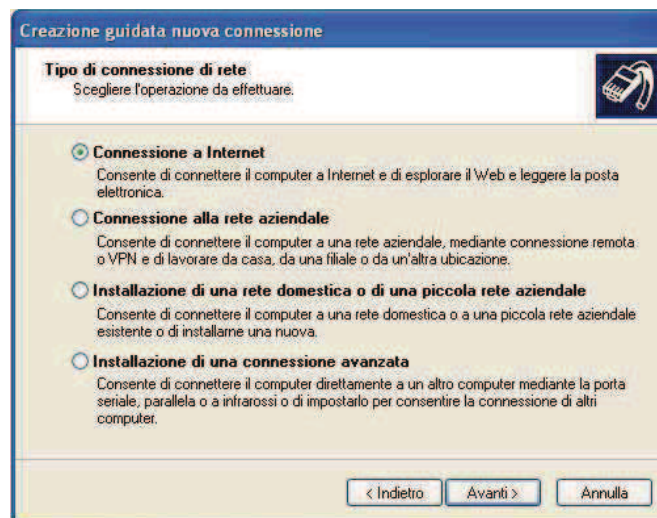 Creazione guidata nuova connessione
Tipo di connessione di rete
Scegliere l'operazione da effettuare.
Connessione a Internet
Consente di connettere il computer a Internet e di esplorare il Web e leggere la posta
elettronica.
Connessione alla rete aziendale
Consente di connettere il computer a una rete aziendale, mediante connessione remota
o VPN e di lavorare da casa, da una filiale o da un'altra ubicazione.
Installazione di una rete domestica o di una piccola rete aziendale
Consente di connettere il computer a una rete domestica o a una piccola rete aziendale
esistente o di installarne una nuova.
Installazione di una connessione avanzata
Consente di connettere il computer direttamente a un altro computer mediante la porta
seriale, parallela o a infrarossi o di impostarlo per consentire la connessione di altri
computer.
< Indietro Avanti > Annulla